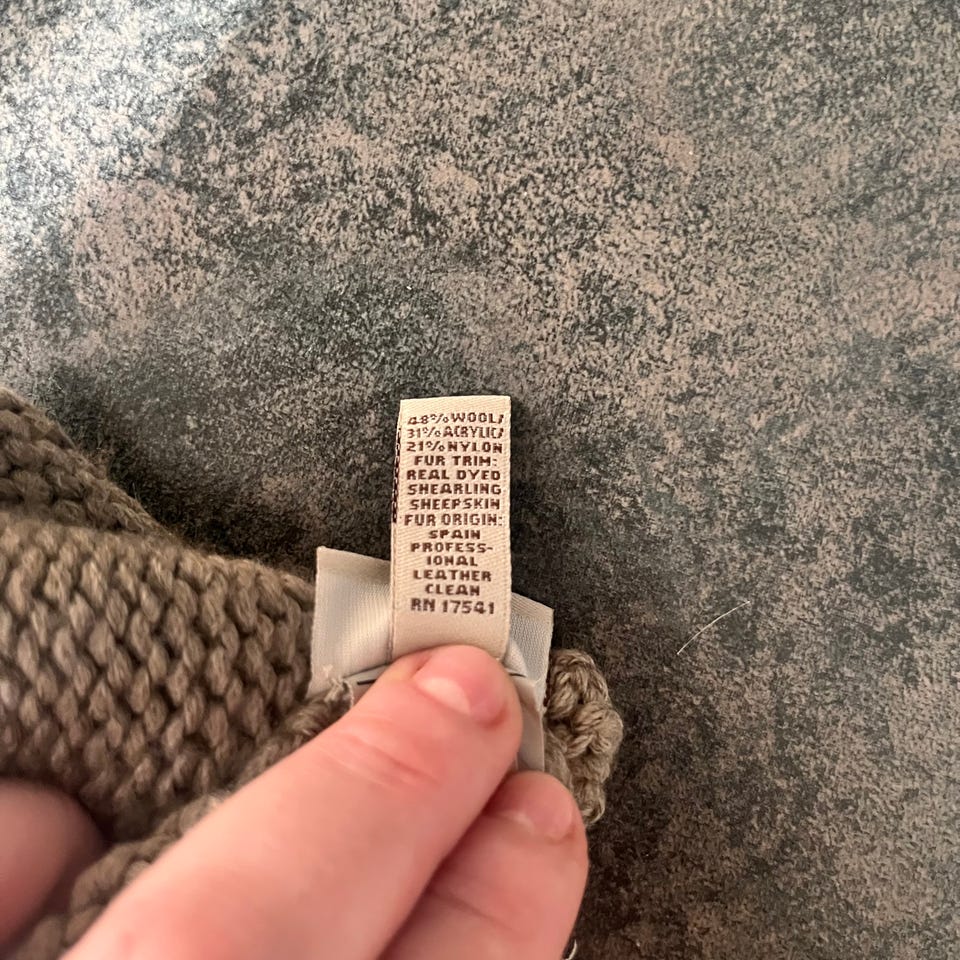 48% WOOL/
31% ACRYLIC/
21% NYLON
FUR TRIM:
REAL DYED
SHEARLING
SHEEPSKIN
FUR ORIGIN:
SPAIN
PROFESS-
IONAL
LEATHER
CLEAN
RN 17541